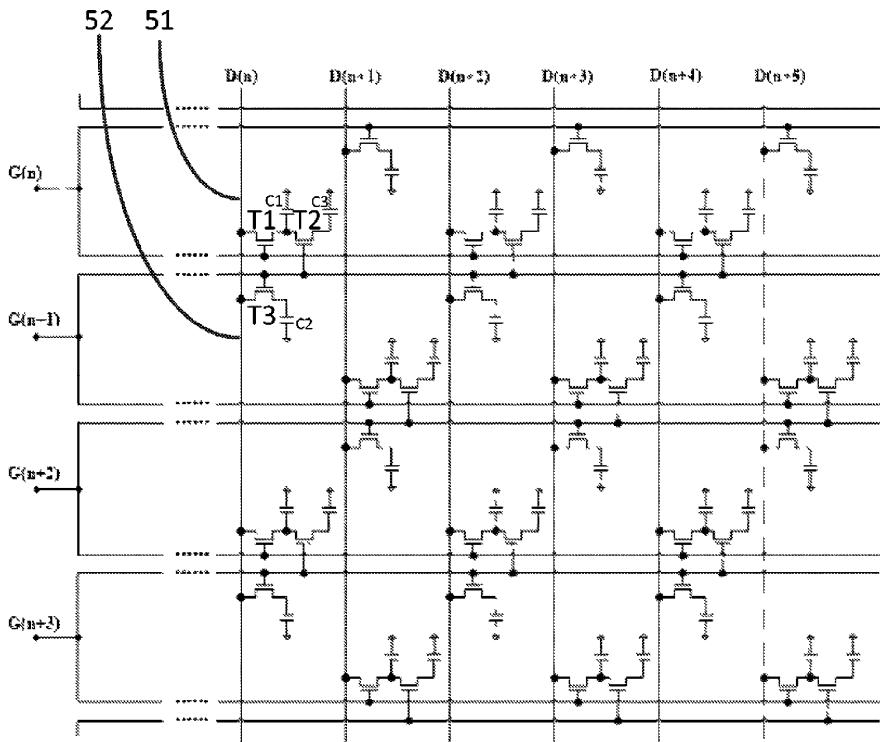 52 51
D(n) D(n+1) D(n+2) D(n+3) D(n+4) D(n+5)
G(n)
C1 C3
T1 T2
T3
C2
G(n+1)
G(n+2)
G(n+3)